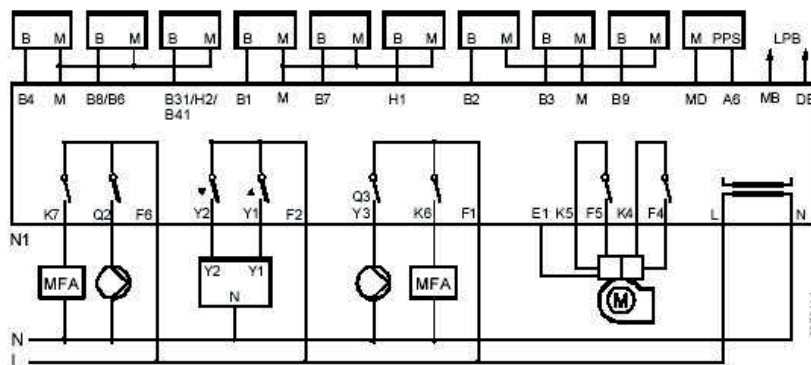 B M B M B M B M B M B M B M B M B M M PPS LPB
B4 M B8/B6 B31/H2/ B1 M B7 H1 B2 B3 M B9 MD A6 MB DB
B41
Q3
K7 Q2 F6 Y2 Y1 F2 Y3 K6 F1 E1 K5 F5 K4 F4 L N
N1
MFA Y2 Y1 MFA
N M
N
L